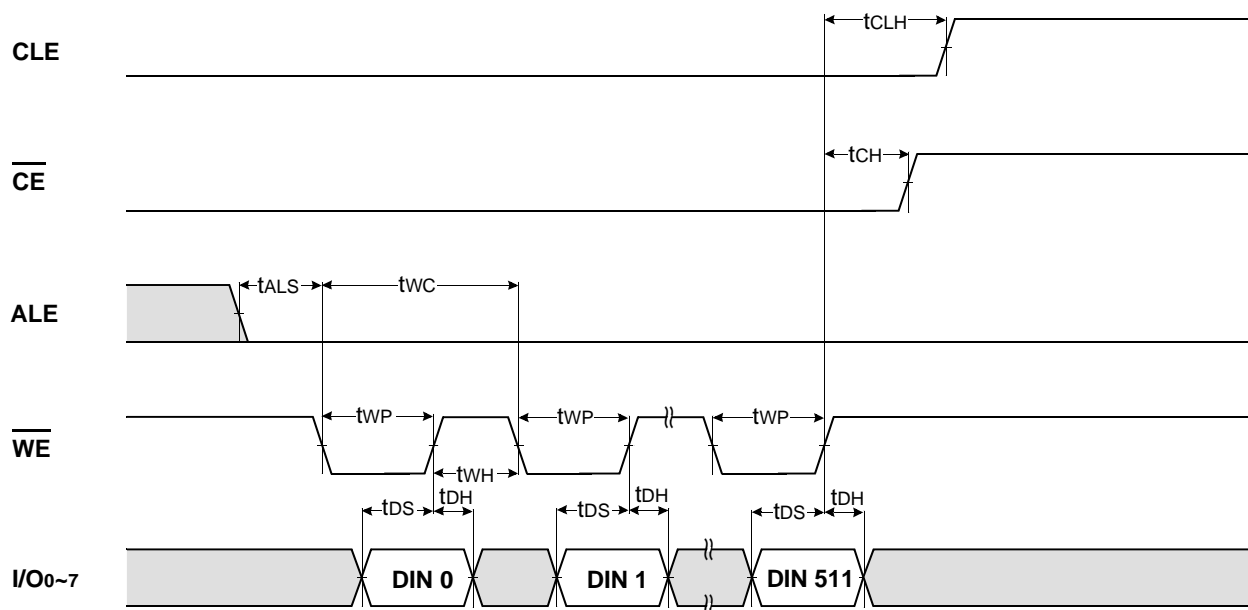 tCLH
CLE
tCH
CE
tALS tWC
ALE
tWP tWP tWP
WE
tWH
tDS tDH tDS tDH tDS tDH
I/O0~7 DIN 0 DIN 1 DIN 511